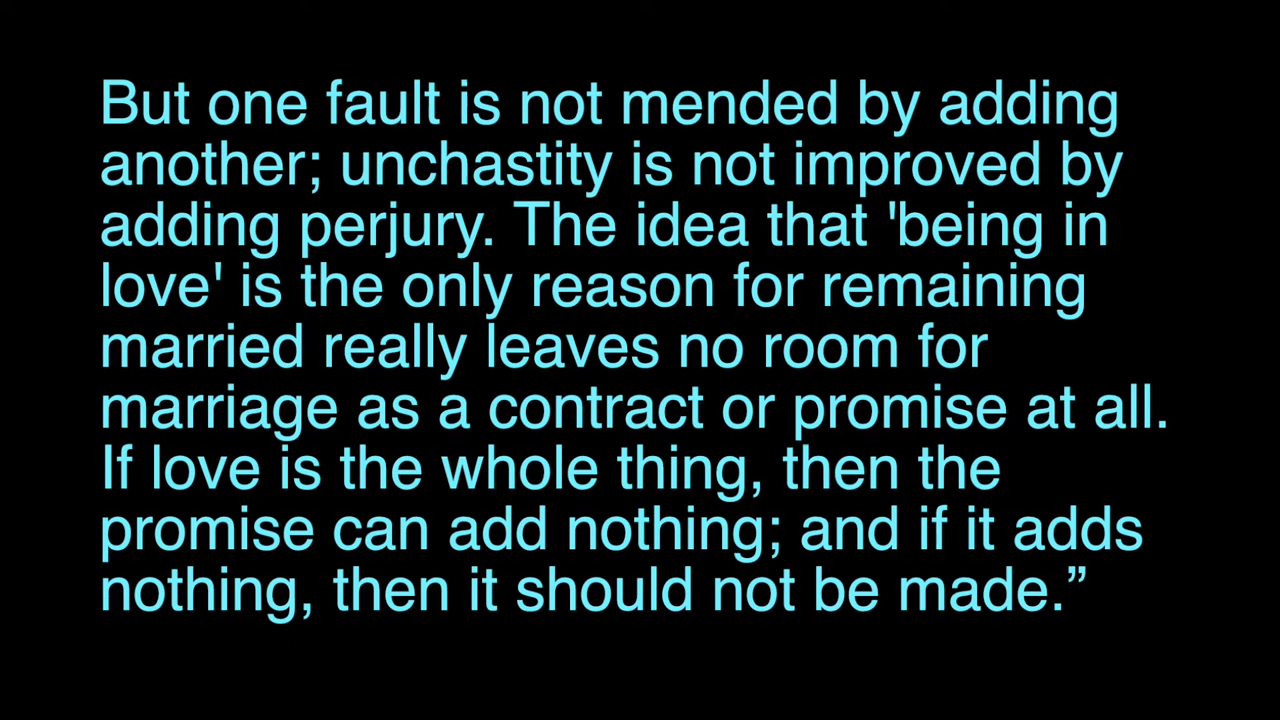 But one fault is not mended by adding
another; unchastity is not improved by
adding perjury. The idea that 'being in
love' is the only reason for remaining
married really leaves no room for
marriage as a contract or promise at all.
If love is the whole thing, then the
promise can add nothing; and if it adds
nothing, then it should not be made.”